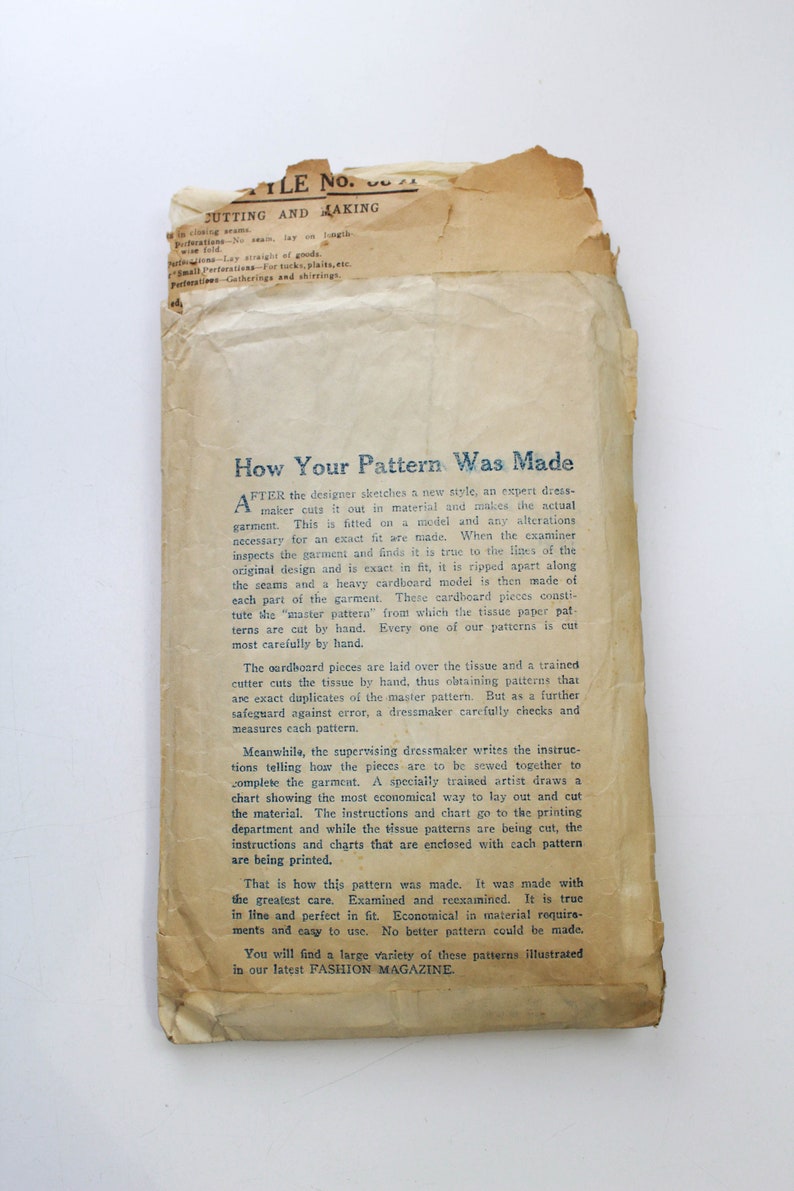 TYLE No.
CUTTING AND MAKING
in closing seams.
Perforations—No seam, lay on length-
wise fold.
Perforations—Lay straight of goods.
Small Perforations—For tucks, plaits, etc.
Perforations—Gatherings and shirrings.
ed,
How Your Pattern Was Made
AFTER the designer sketches a new style, an expert dress-
maker cuts it out in material and makes the actual
garment. This is fitted on a model and any alterations
necessary for an exact fit are made. When the examiner
inspects the garment and finds it is true to the lines of the
original design and is exact in fit, it is ripped apart along
the seams and a heavy cardboard model is then made of
each part of the garment. These cardboard pieces consti-
tute the "master pattern" from which the tissue paper pat-
terns are cut by hand. Every one of our patterns is cut
most carefully by hand.
The cardboard pieces are laid over the tissue and a trained
cutter cuts the tissue by hand, thus obtaining patterns that
are exact duplicates of the master pattern. But as a further
safeguard against error, a dressmaker carefully checks and
measures each pattern.
Meanwhile, the supervising dressmaker writes the instruc-
tions telling how the pieces are to be sewed together to
complete the garment. A specially trained artist draws a
chart showing the most economical way to lay out and cut
the material. The instructions and chart go to the printing
department and while the tissue patterns are being cut, the
instructions and charts that are enclosed with each pattern
are being printed.
That is how this pattern was made. It was made with
the greatest care. Examined and reexamined. It is true
in line and perfect in fit. Economical in material require-
ments and easy to use. No better pattern could be made.
You will find a large variety of these patterns illustrated
in our latest FASHION MAGAZINE.